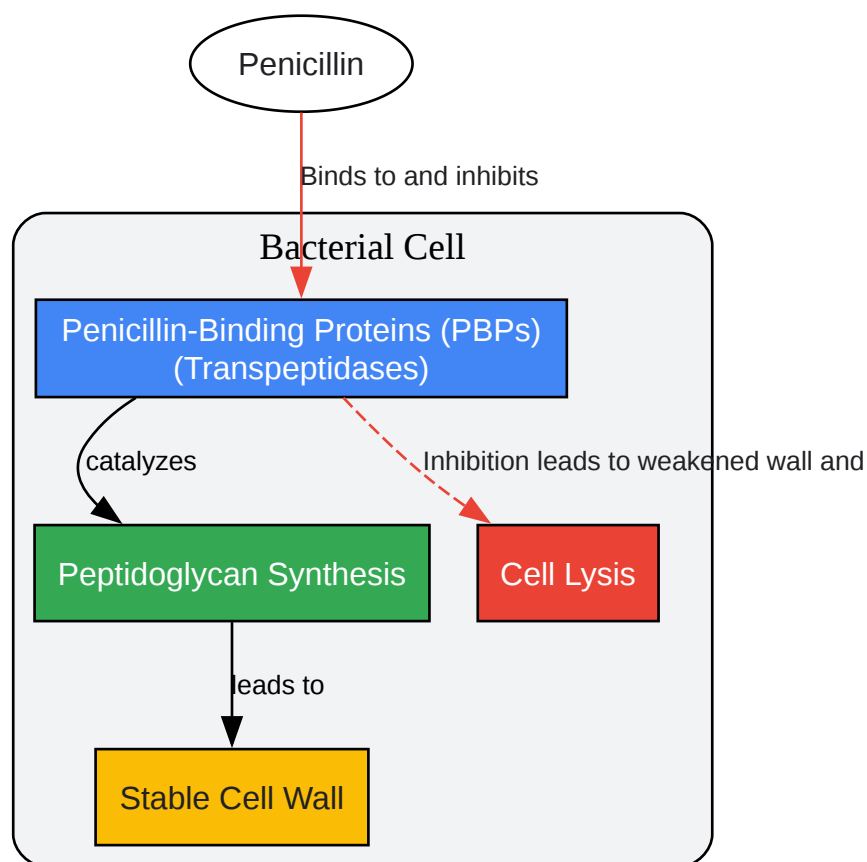 Penicillin
Binds to and inhibits
Bacterial Cell
Penicillin-Binding Proteins (PBPs)
(Transpeptidases)
catalyzes
Inhibition leads to weakened wall and
Peptidoglycan Synthesis
Cell Lysis
leads to
Stable Cell Wall